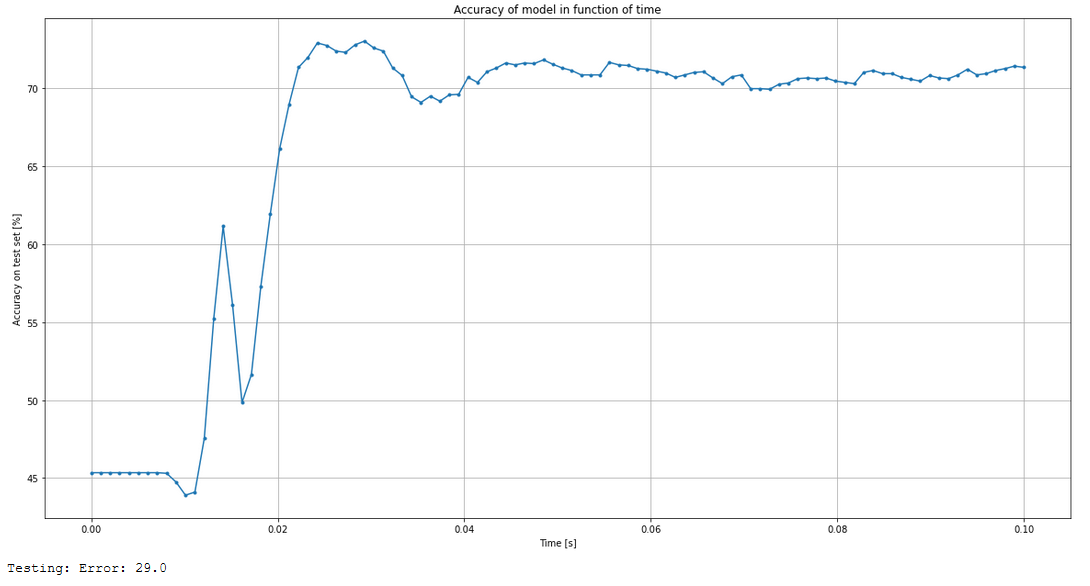 Accuracy of model in function of time
Accuracy on test set [%]
70
65
60
55
50
45
0.00 0.02 0.04 0.06 0.08 0.10
Time [s]
Testing: Error: 29.0